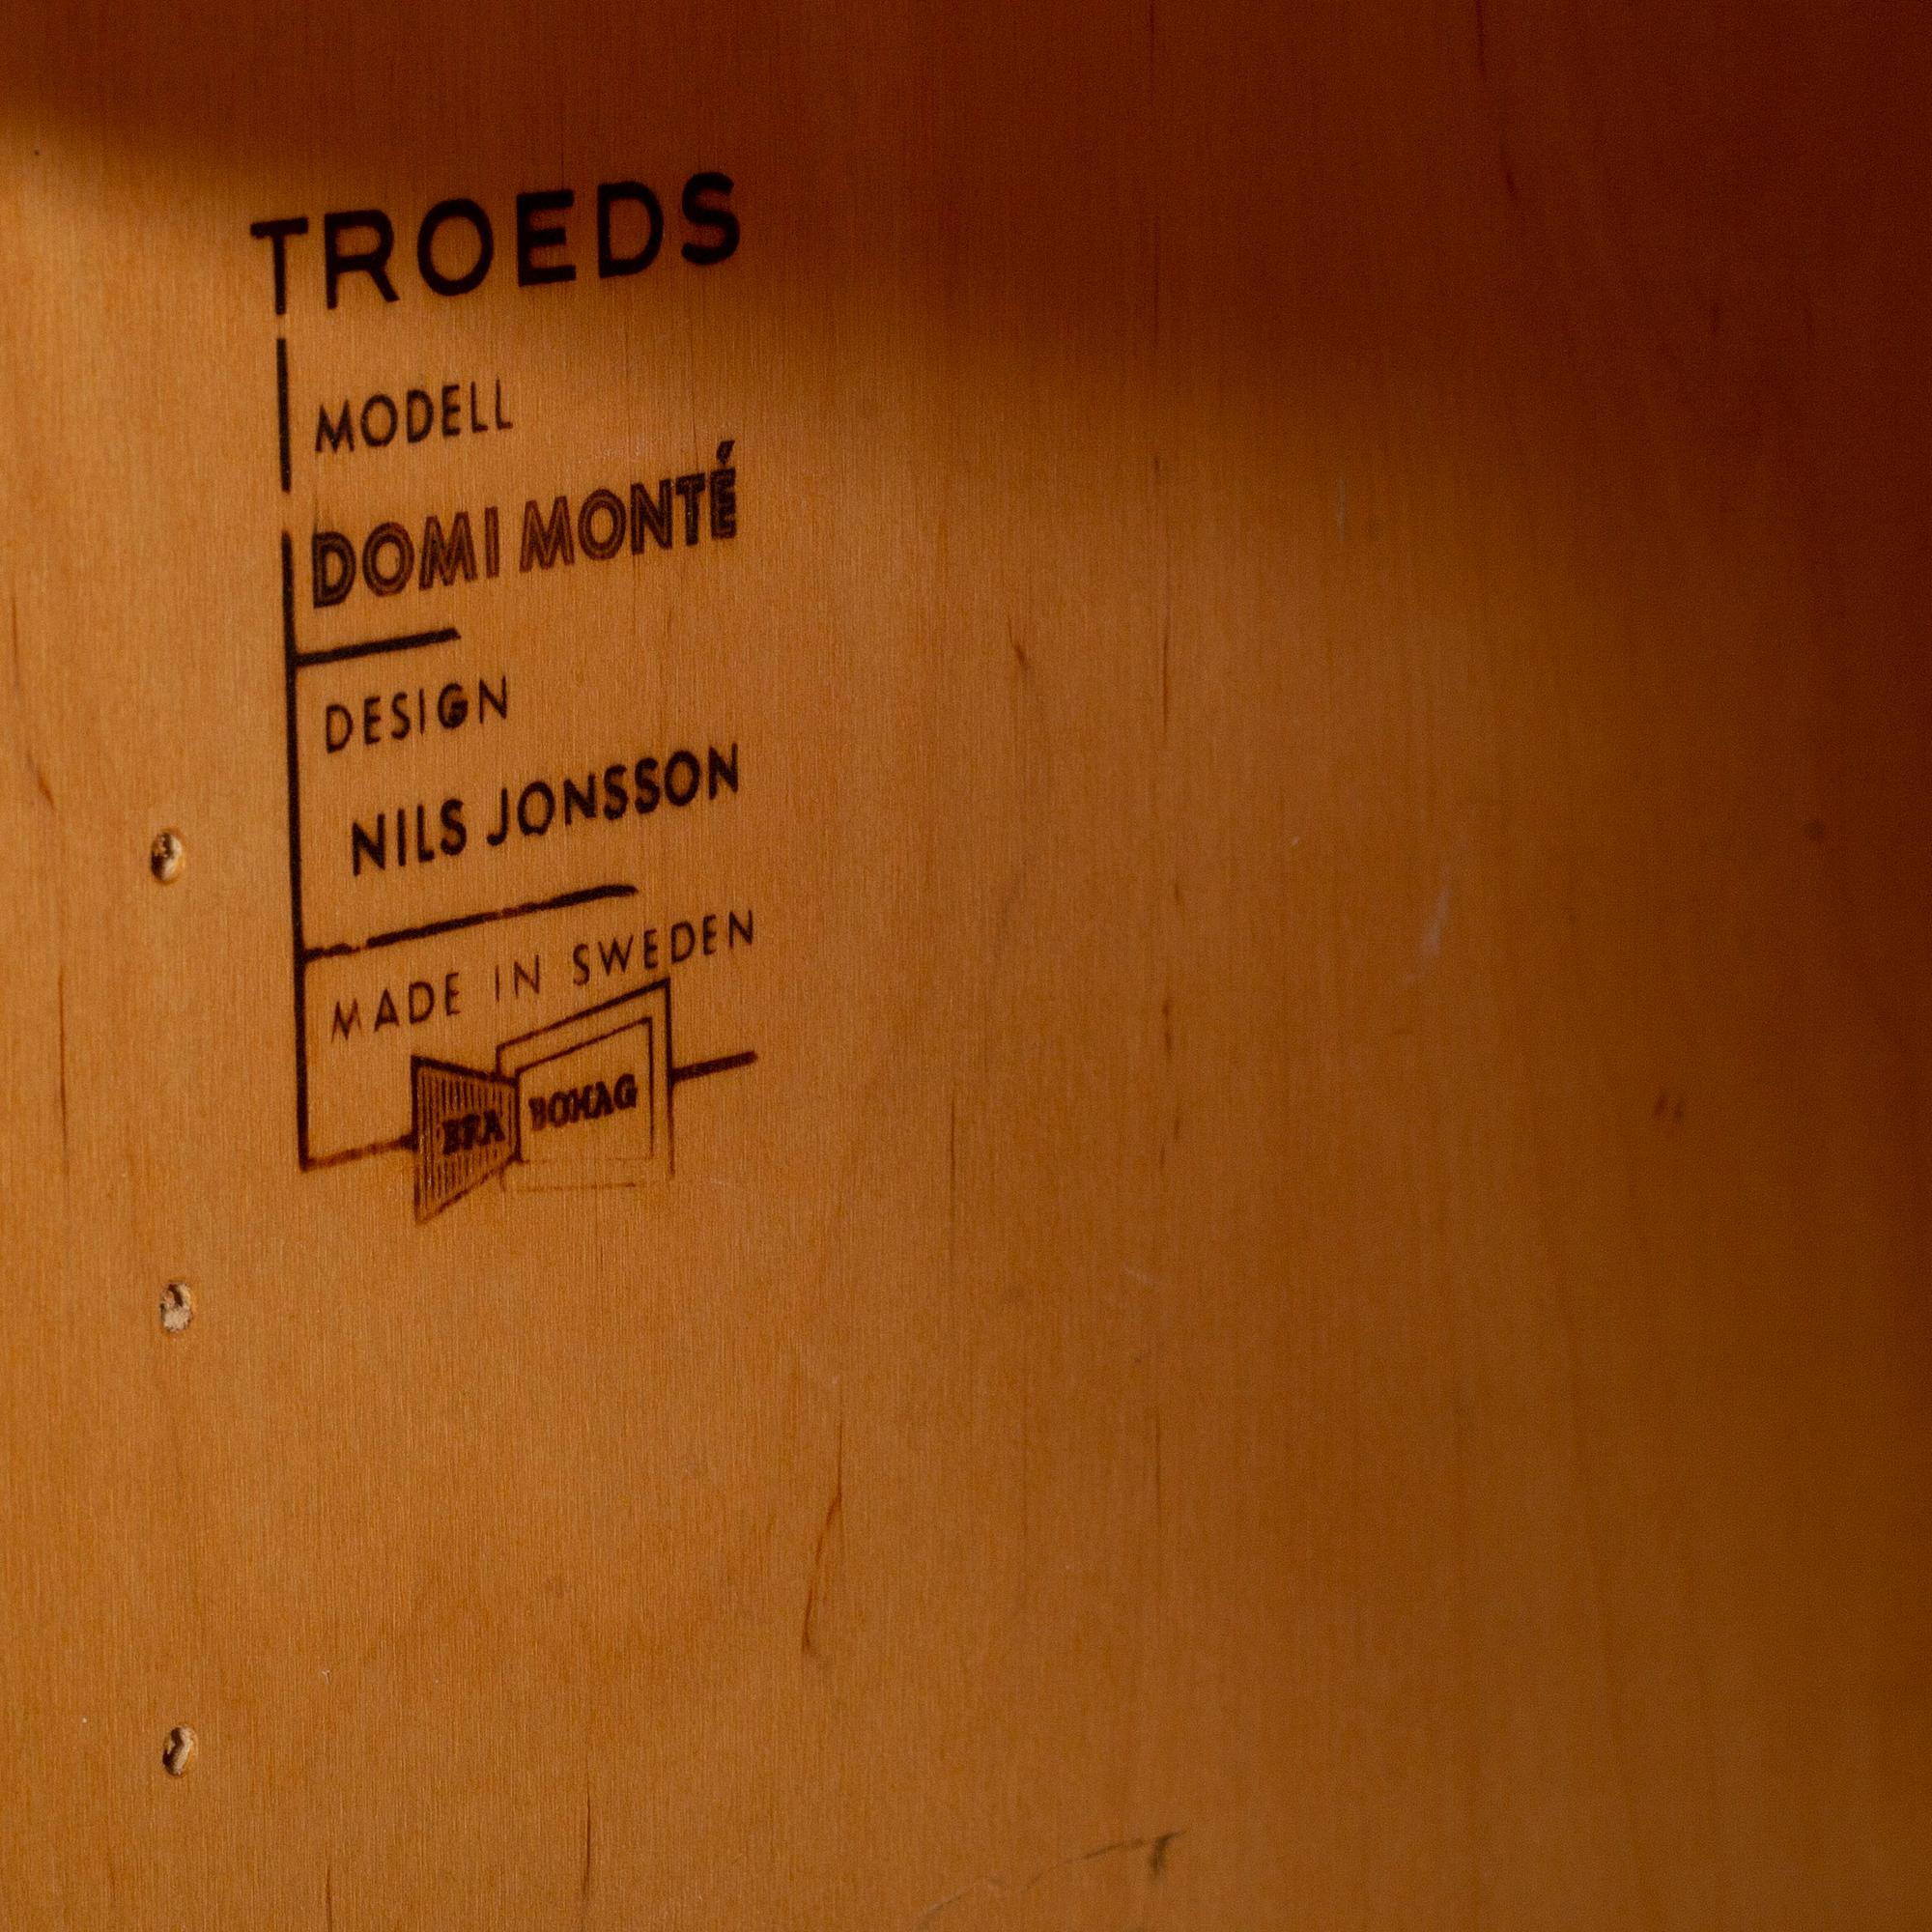 TROEDS
MODELL
DOMI MONTÉ
DESIGN
NILS JONSSON
MADE IN SWEDEN
BRA BOHAG